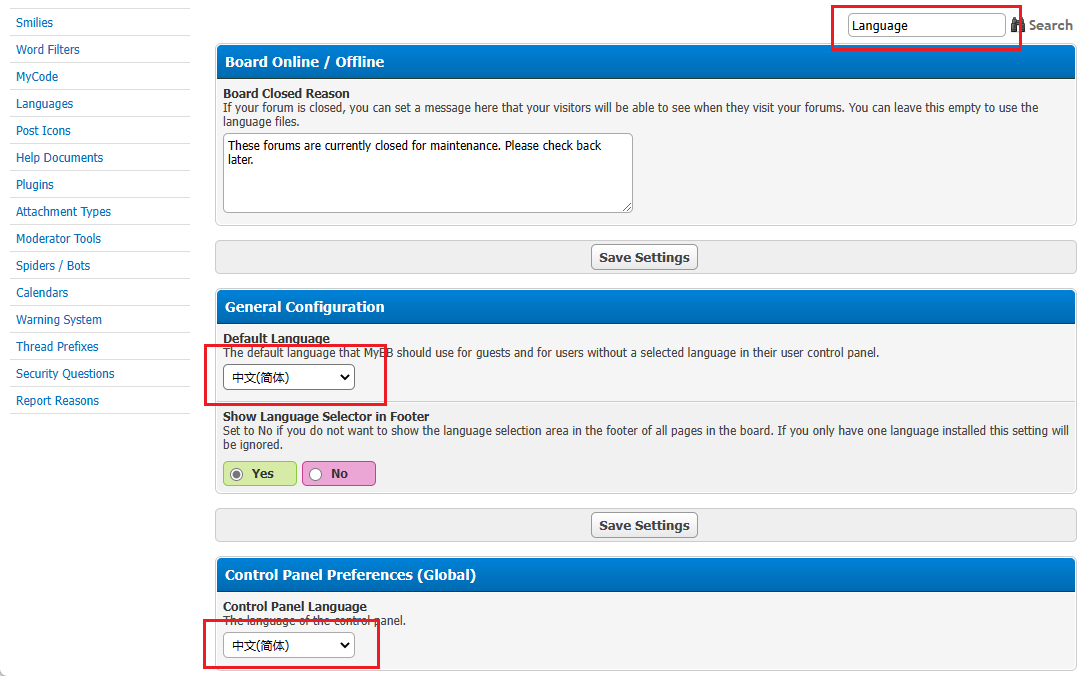 Smilies
Word Filters
MyCode
Languages
Post Icons
Help Documents
Plugins
Attachment Types
Moderator Tools
Spiders / Bots
Calendars
Warning System
Thread Prefixes
Security Questions
Report Reasons
Language
Search
Board Online / Offline
Board Closed Reason
If your forum is closed, you can set a message here that your visitors will be able to see when they visit your forums. You can leave this empty to use the
language files.
These forums are currently closed for maintenance. Please check back
later.
Save Settings
General Configuration
Default Language
The default language that MyBB should use for guests and for users without a selected language in their user control panel.
中文(简体)
Show Language Selector in Footer
Set to No if you do not want to show the language selection area in the footer of all pages in the board. If you only have one language installed this setting will
be ignored.
Yes No
Save Settings
Control Panel Preferences (Global)
Control Panel Language
The language of the control panel.
中文(简体)